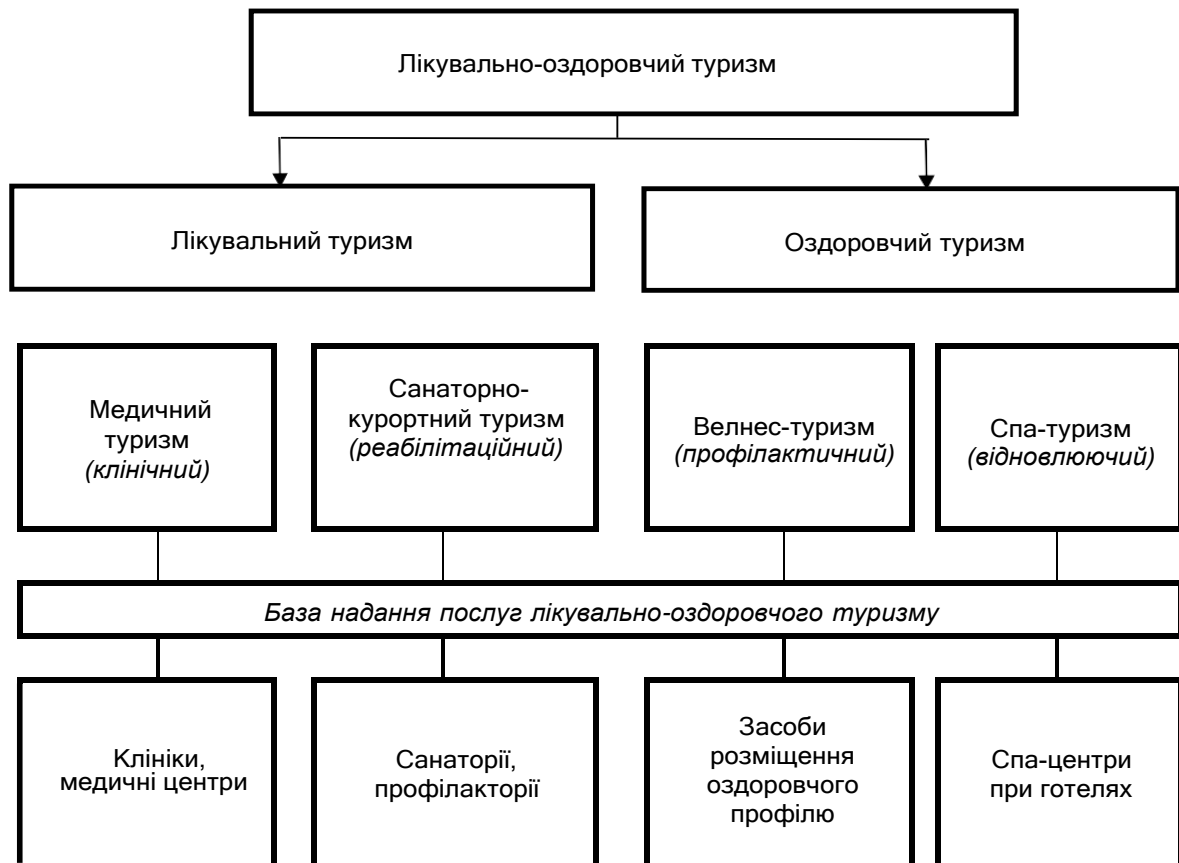 Лікувально-оздоровчий туризм
Лікувальний туризм
Оздоровчий туризм
Медичний
туризм
(клінічний)
Санаторно-
курортний туризм
(реабілітаційний)
Велнес-туризм
(профілактичний)
Спа-туризм
(відновлюючий)
База надання послуг лікувально-оздоровчого туризму
Клініки,
медичні центри
Санаторії,
профілакторії
Засоби
розміщення
оздоровчого
профілю
Спа-центри
при готелях